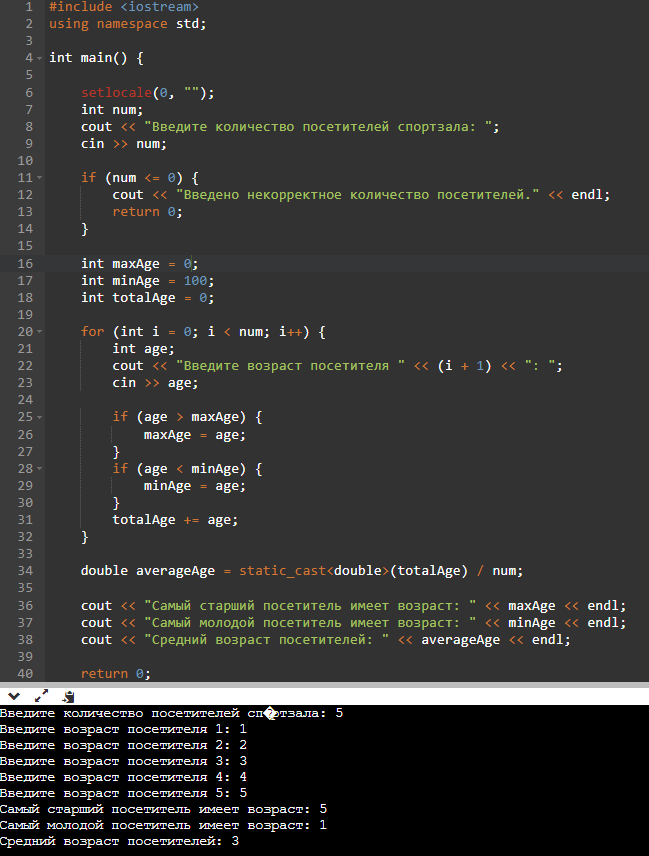 1 #include <iostream>
2 using namespace std;
3
4 int main() {
5
6 setlocale(0, "");
7 int num;
8 cout << "Введите количество посетителей спортзала: ";
9 cin >> num;
10
11 if (num <= 0) {
12 cout << "Введено некорректное количество посетителей." << endl;
13 return 0;
14 }
15
16 int maxAge = 0;
17 int minAge = 100;
18 int totalAge = 0;
19
20 for (int i = 0; i < num; i++) {
21 int age;
22 cout << "Введите возраст посетителя " << (i + 1) << ": ";
23 cin >> age;
24
25 if (age > maxAge) {
26 maxAge = age;
27 }
28 if (age < minAge) {
29 minAge = age;
30 }
31 totalAge += age;
32 }
33
34 double averageAge = static_cast<double>(totalAge) / num;
35
36 cout << "Самый старший посетитель имеет возраст: " << maxAge << endl;
37 cout << "Самый молодой посетитель имеет возраст: " << minAge << endl;
38 cout << "Средний возраст посетителей: " << averageAge << endl;
39
40 return 0;
Введите количество посетителей сп�ртзала: 5
Введите возраст посетителя 1: 1
Введите возраст посетителя 2: 2
Введите возраст посетителя 3: 3
Введите возраст посетителя 4: 4
Введите возраст посетителя 5: 5
Самый старший посетитель имеет возраст: 5
Самый молодой посетитель имеет возраст: 1
Средний возраст посетителей: 3